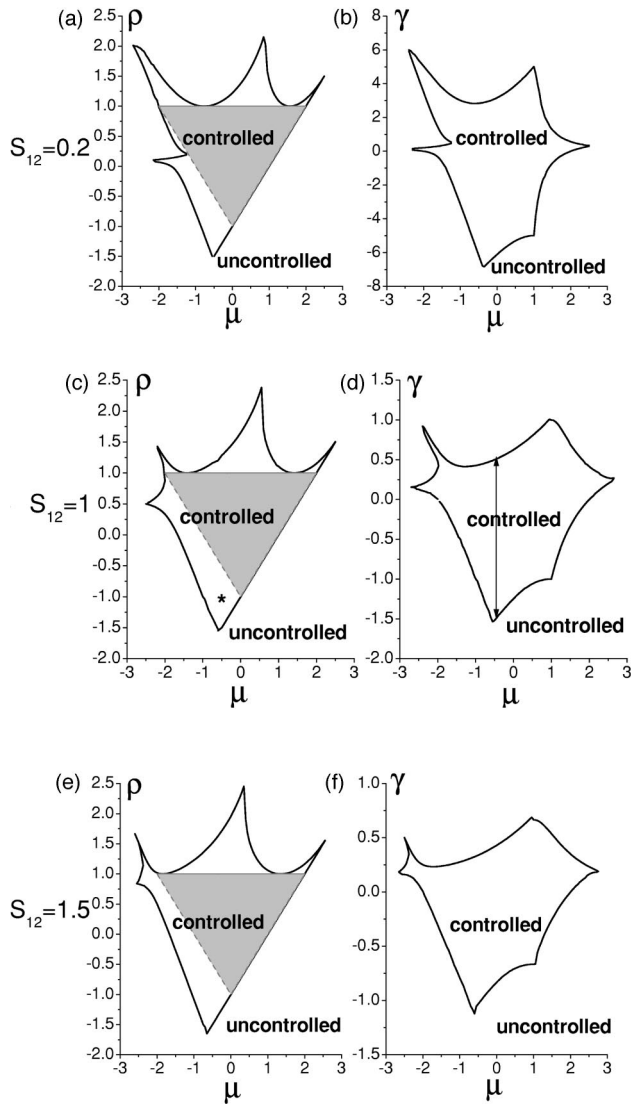 (a) ρ
2.5
2.0
1.5
1.0
0.5
0.0
-0.5
-1.0
-1.5
-2.0
-3 -2 -1 0 1 2 3
μ
controlled
uncontrolled
S12=0.2
(b) γ
8
6
4
2
0
-2
-4
-6
-8
-3 -2 -1 0 1 2 3
μ
controlled
uncontrolled
(c) ρ
2.5
2.0
1.5
1.0
0.5
0.0
-0.5
-1.0
-1.5
-2.0
-3 -2 -1 0 1 2 3
μ
controlled
*
uncontrolled
S12=1
(d) γ
1.5
1.0
0.5
0.0
-0.5
-1.0
-1.5
-2.0
-3 -2 -1 0 1 2 3
μ
controlled
uncontrolled
(e) ρ
2.5
2.0
1.5
1.0
0.5
0.0
-0.5
-1.0
-1.5
-2.0
-3 -2 -1 0 1 2 3
μ
controlled
uncontrolled
S12=1.5
(f) γ
1.0
0.5
0.0
-0.5
-1.0
-1.5
-3 -2 -1 0 1 2 3
μ
controlled
uncontrolled